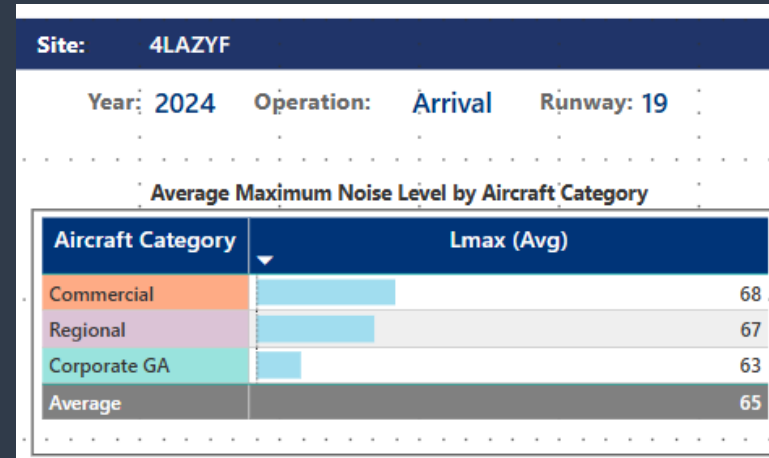 Site: 4LAZYF
Year: 2024 Operation: Arrival Runway: 19
Average Maximum Noise Level by Aircraft Category
Aircraft Category Lmax (Avg)
Commercial 68
Regional 67
Corporate GA 63
Average 65